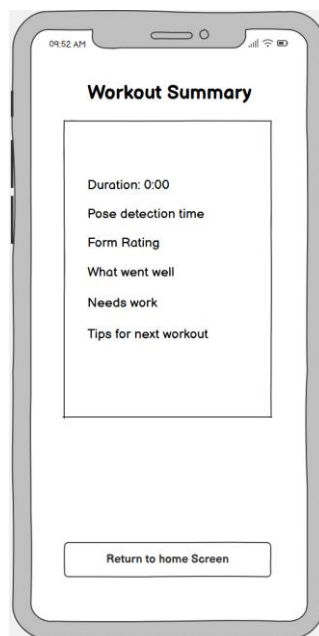 09:52 AM
Workout Summary
Duration: 0:00
Pose detection time
Form Rating
What went well
Needs work
Tips for next workout
Return to home Screen